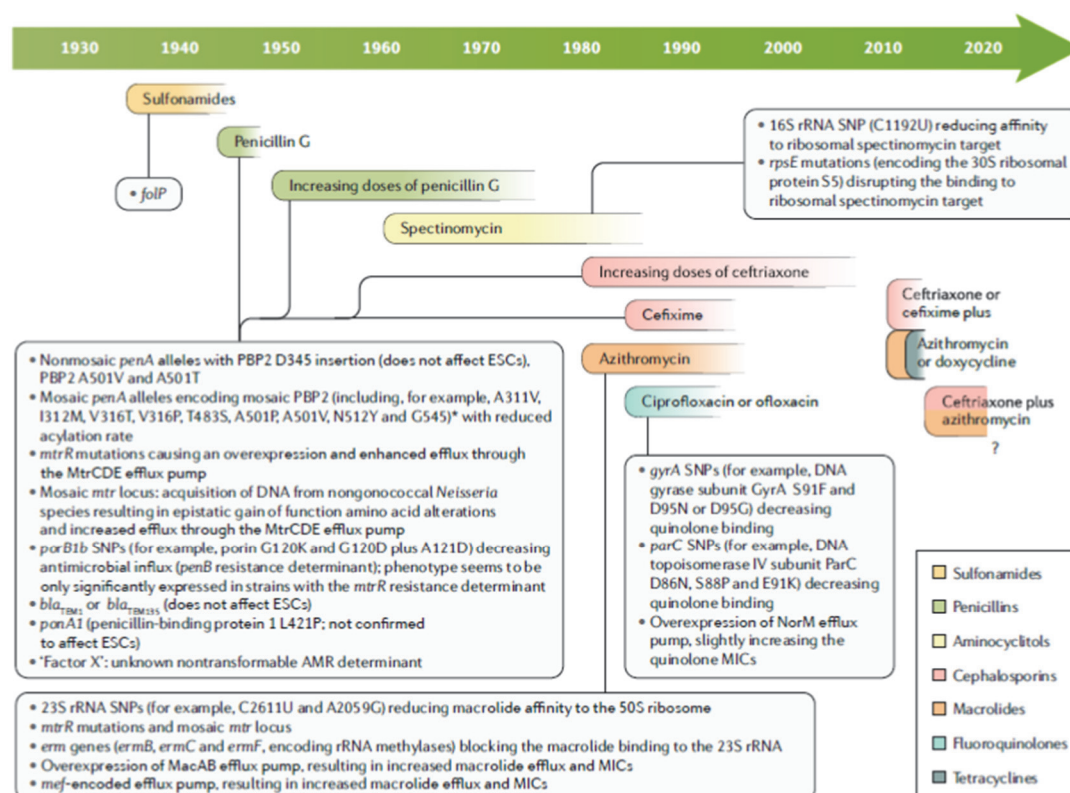 1930 1940 1950 1960 1970 1980 1990 2000 2010 2020
Sulfonamides
• folP
Penicillin G
Increasing doses of penicillin G
Spectinomycin
• 16S rRNA SNP (C1192U) reducing affinity
to ribosomal spectinomycin target
• rpsE mutations (encoding the 30S ribosomal
protein S5) disrupting the binding to
ribosomal spectinomycin target
Increasing doses of ceftriaxone
Cefixime
Azithromycin
Ciprofloxacin or ofloxacin
Ceftriaxone or
cefixime plus
Azithromycin
or doxycycline
Ceftriaxone plus
azithromycin
?
• Nonmosaic penA alleles with PBP2 D345 insertion (does not affect ESCs),
PBP2 A501V and A501T
• Mosaic penA alleles encoding mosaic PBP2 (including, for example, A311V,
I312M, V316T, V316P, T483S, A501P, A501V, N512Y and G545)* with reduced
acylation rate
• mtrR mutations causing an overexpression and enhanced efflux through
the MtrCDE efflux pump
• Mosaic mtr locus: acquisition of DNA from nongonococcal Neisseria
species resulting in epistatic gain of function amino acid alterations
and increased efflux through the MtrCDE efflux pump
• porB1b SNPs (for example, porin G120K and G120D plus A121D) decreasing
antimicrobial influx (penB resistance determinant); phenotype seems to be
only significantly expressed in strains with the mtrR resistance determinant
• blaTEM1 or blaTEM135 (does not affect ESCs)
• ponA1 (penicillin-binding protein 1 L421P; not confirmed
to affect ESCs)
• 'Factor X': unknown nontransformable AMR determinant
• gyrA SNPs (for example, DNA
gyrase subunit GyrA S91F and
D95N or D95G) decreasing
quinolone binding
• parC SNPs (for example, DNA
topoisomerase IV subunit ParC
D86N, S88P and E91K) decreasing
quinolone binding
• Overexpression of NorM efflux
pump, slightly increasing the
quinolone MICs
• 23S rRNA SNPs (for example, C2611U and A2059G) reducing macrolide affinity to the 50S ribosome
• mtrR mutations and mosaic mtr locus
• erm genes (ermB, ermC and ermF, encoding rRNA methylases) blocking the macrolide binding to the 23S rRNA
• Overexpression of MacAB efflux pump, resulting in increased macrolide efflux and MICs
• mef-encoded efflux pump, resulting in increased macrolide efflux and MICs
Sulfonamides
Penicillins
Aminocyclitols
Cephalosporins
Macrolides
Fluoroquinolones
Tetracyclines